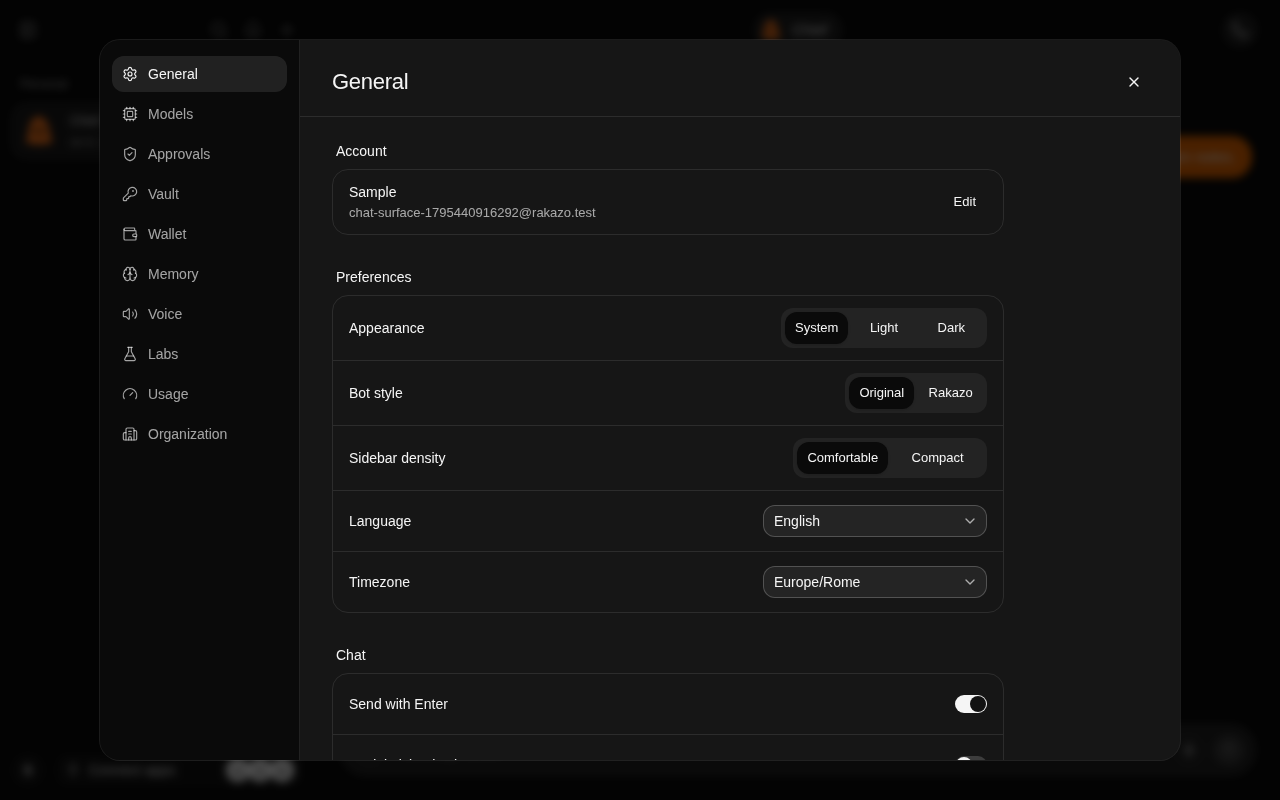 General
Models
Approvals
Vault
Wallet
Memory
Voice
Labs
Usage
Organization
General
Account
Sample
chat-surface-1795440916292@rakazo.test
Edit
Preferences
Appearance
System
Light
Dark
Bot style
Original
Rakazo
Sidebar density
Comfortable
Compact
Language
English
Timezone
Europe/Rome
Chat
Send with Enter